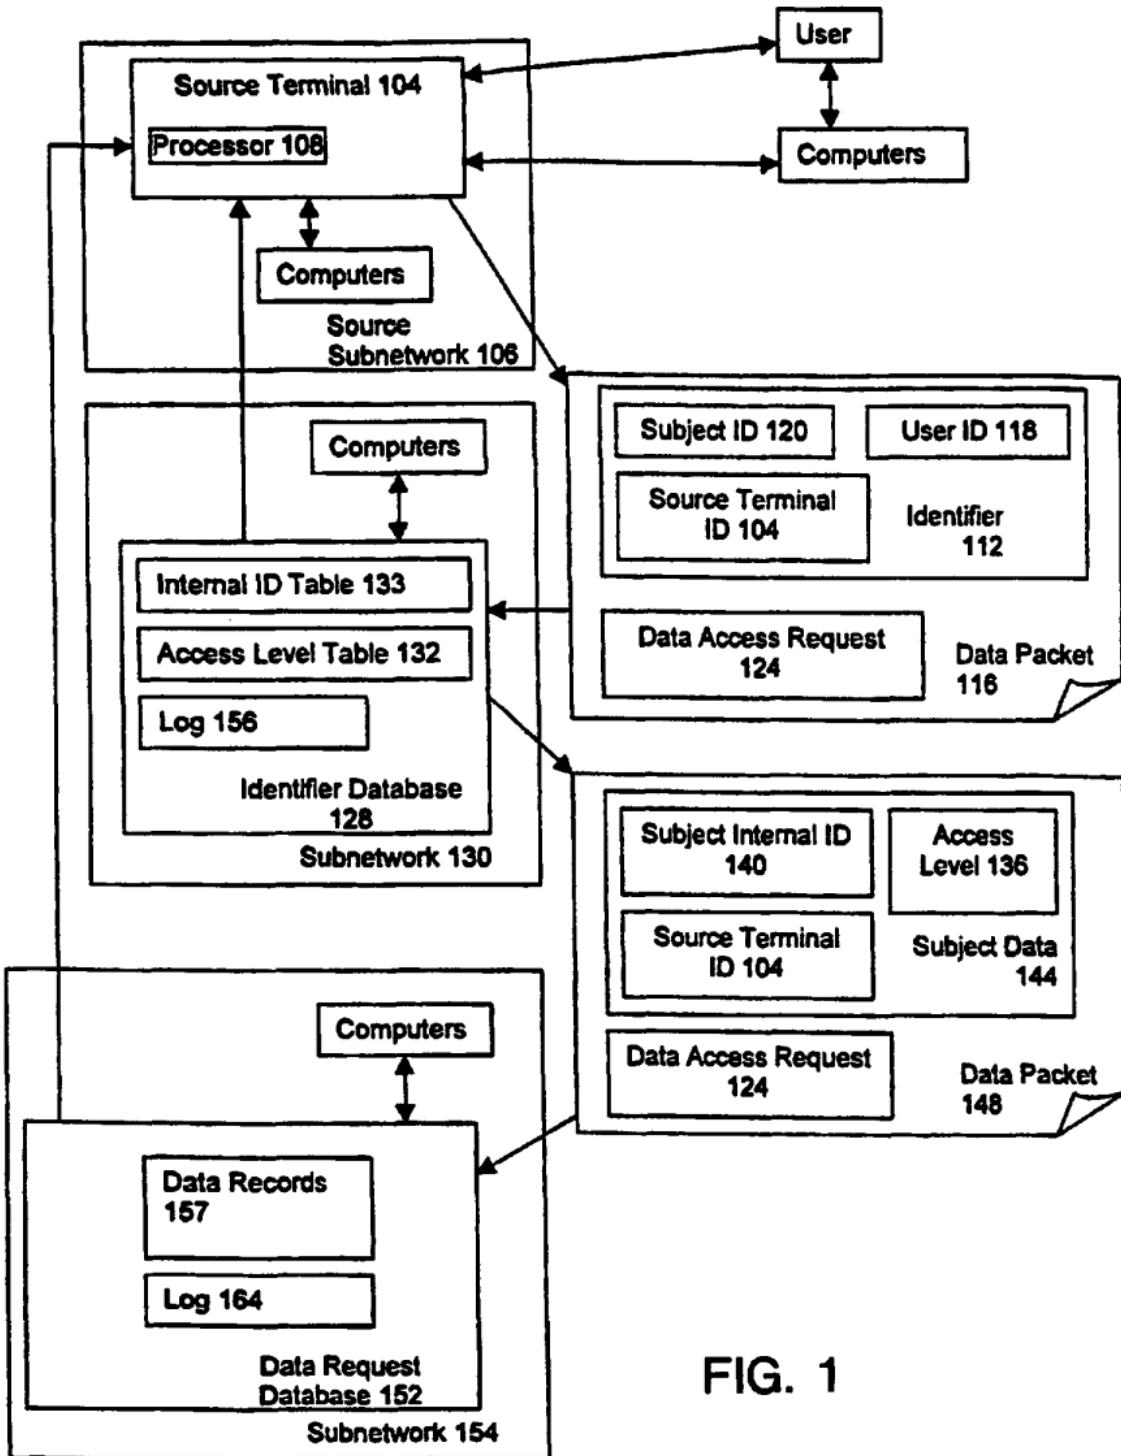 User
Source Terminal 104
Processor 108
Computers
Computers
Source
Subnetwork 106
Subject ID 120
User ID 118
Source Terminal
ID 104
Identifier
112
Data Access Request
124
Data Packet
116
Computers
Internal ID Table 133
Access Level Table 132
Log 156
Identifier Database
128
Subnetwork 130
Subject Internal ID
140
Access
Level 136
Source Terminal
ID 104
Subject Data
144
Data Access Request
124
Data Packet
148
Computers
Data Records
157
Log 164
Data Request
Database 152
Subnetwork 154
FIG. 1